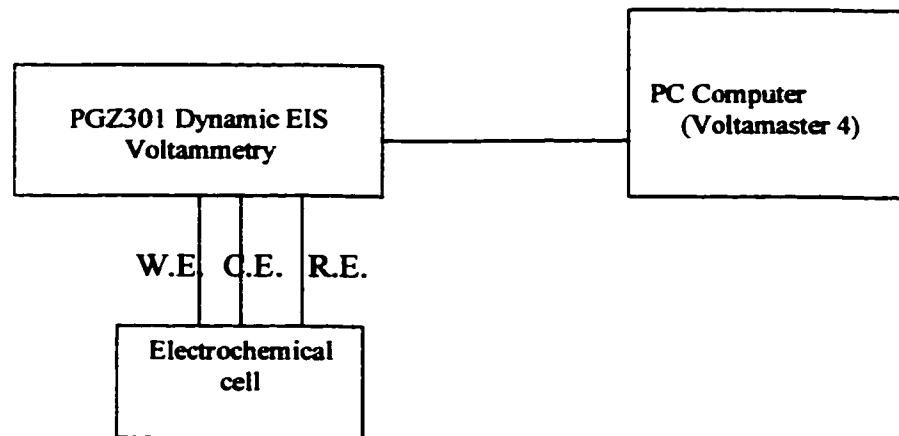 PGZ301 Dynamic EIS
Voltammetry
PC Computer
(Voltamaster 4)
W.E. C.E. R.E.
Electrochemical
cell